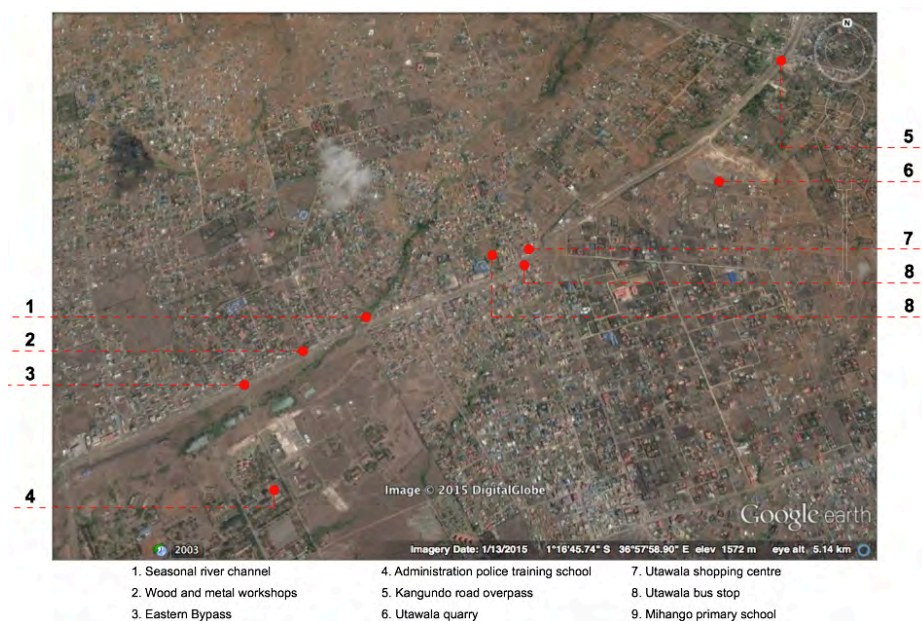 N
5
6
7
8
8
1
2
3
4
Image © 2015 DigitalGlobe
Google earth
2003
Imagery Date: 1/13/2015 1°16'45.74" S 36°57'58.90" E elev 1572 m eye alt 5.14 km
1. Seasonal river channel
2. Wood and metal workshops
3. Eastern Bypass
4. Administration police training school
5. Kangundo road overpass
6. Utawala quarry
7. Utawala shopping centre
8. Utawala bus stop
9. Mihango primary school